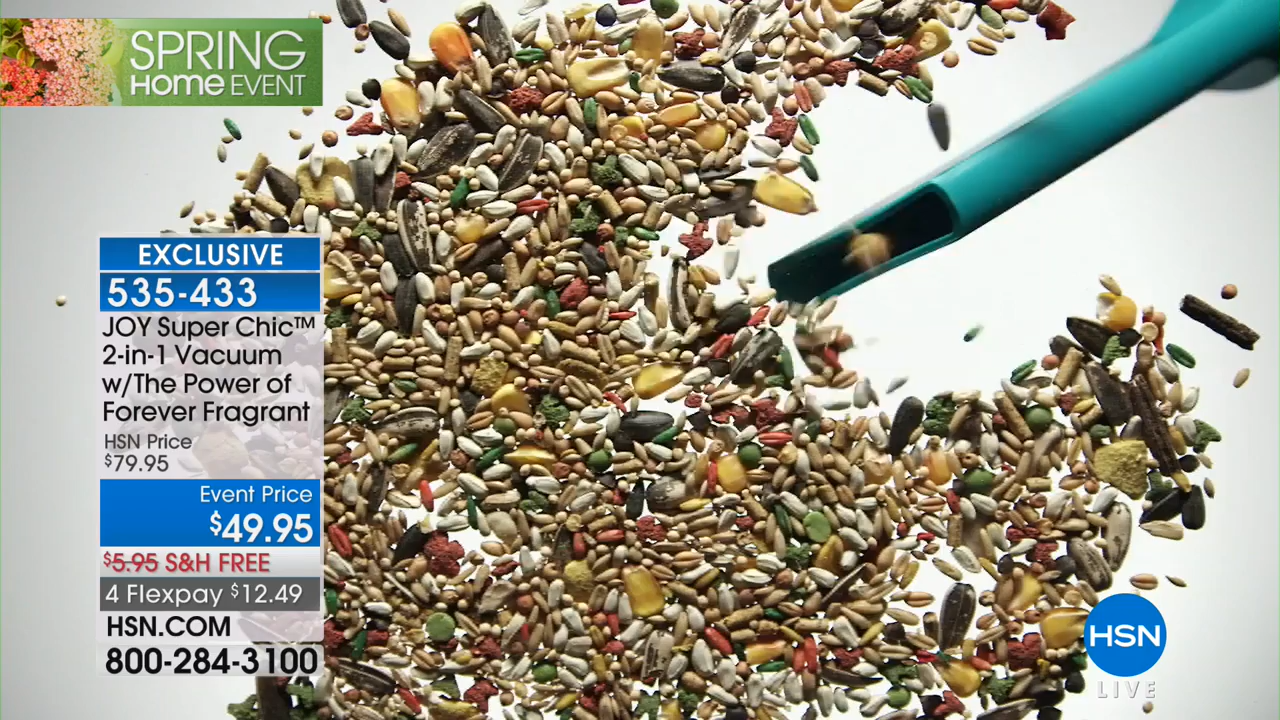 SPRING
Home EVENT
EXCLUSIVE
535-433
JOY Super Chic™
2-in-1 Vacuum
w/The Power of
Forever Fragrant
HSN Price
$79.95
Event Price
$49.95
$5.95 S&H FREE
4 Flexpay $12.49
HSN.COM
800-284-3100
HSN
LIVE